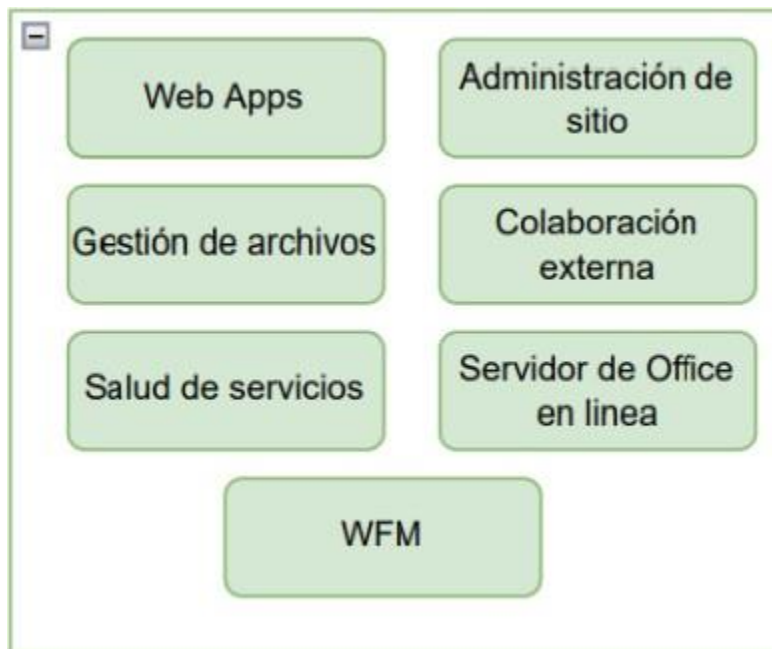 Web Apps
Administración de
sitio
Gestión de archivos
Colaboración
externa
Salud de servicios
Servidor de Office
en linea
WFM